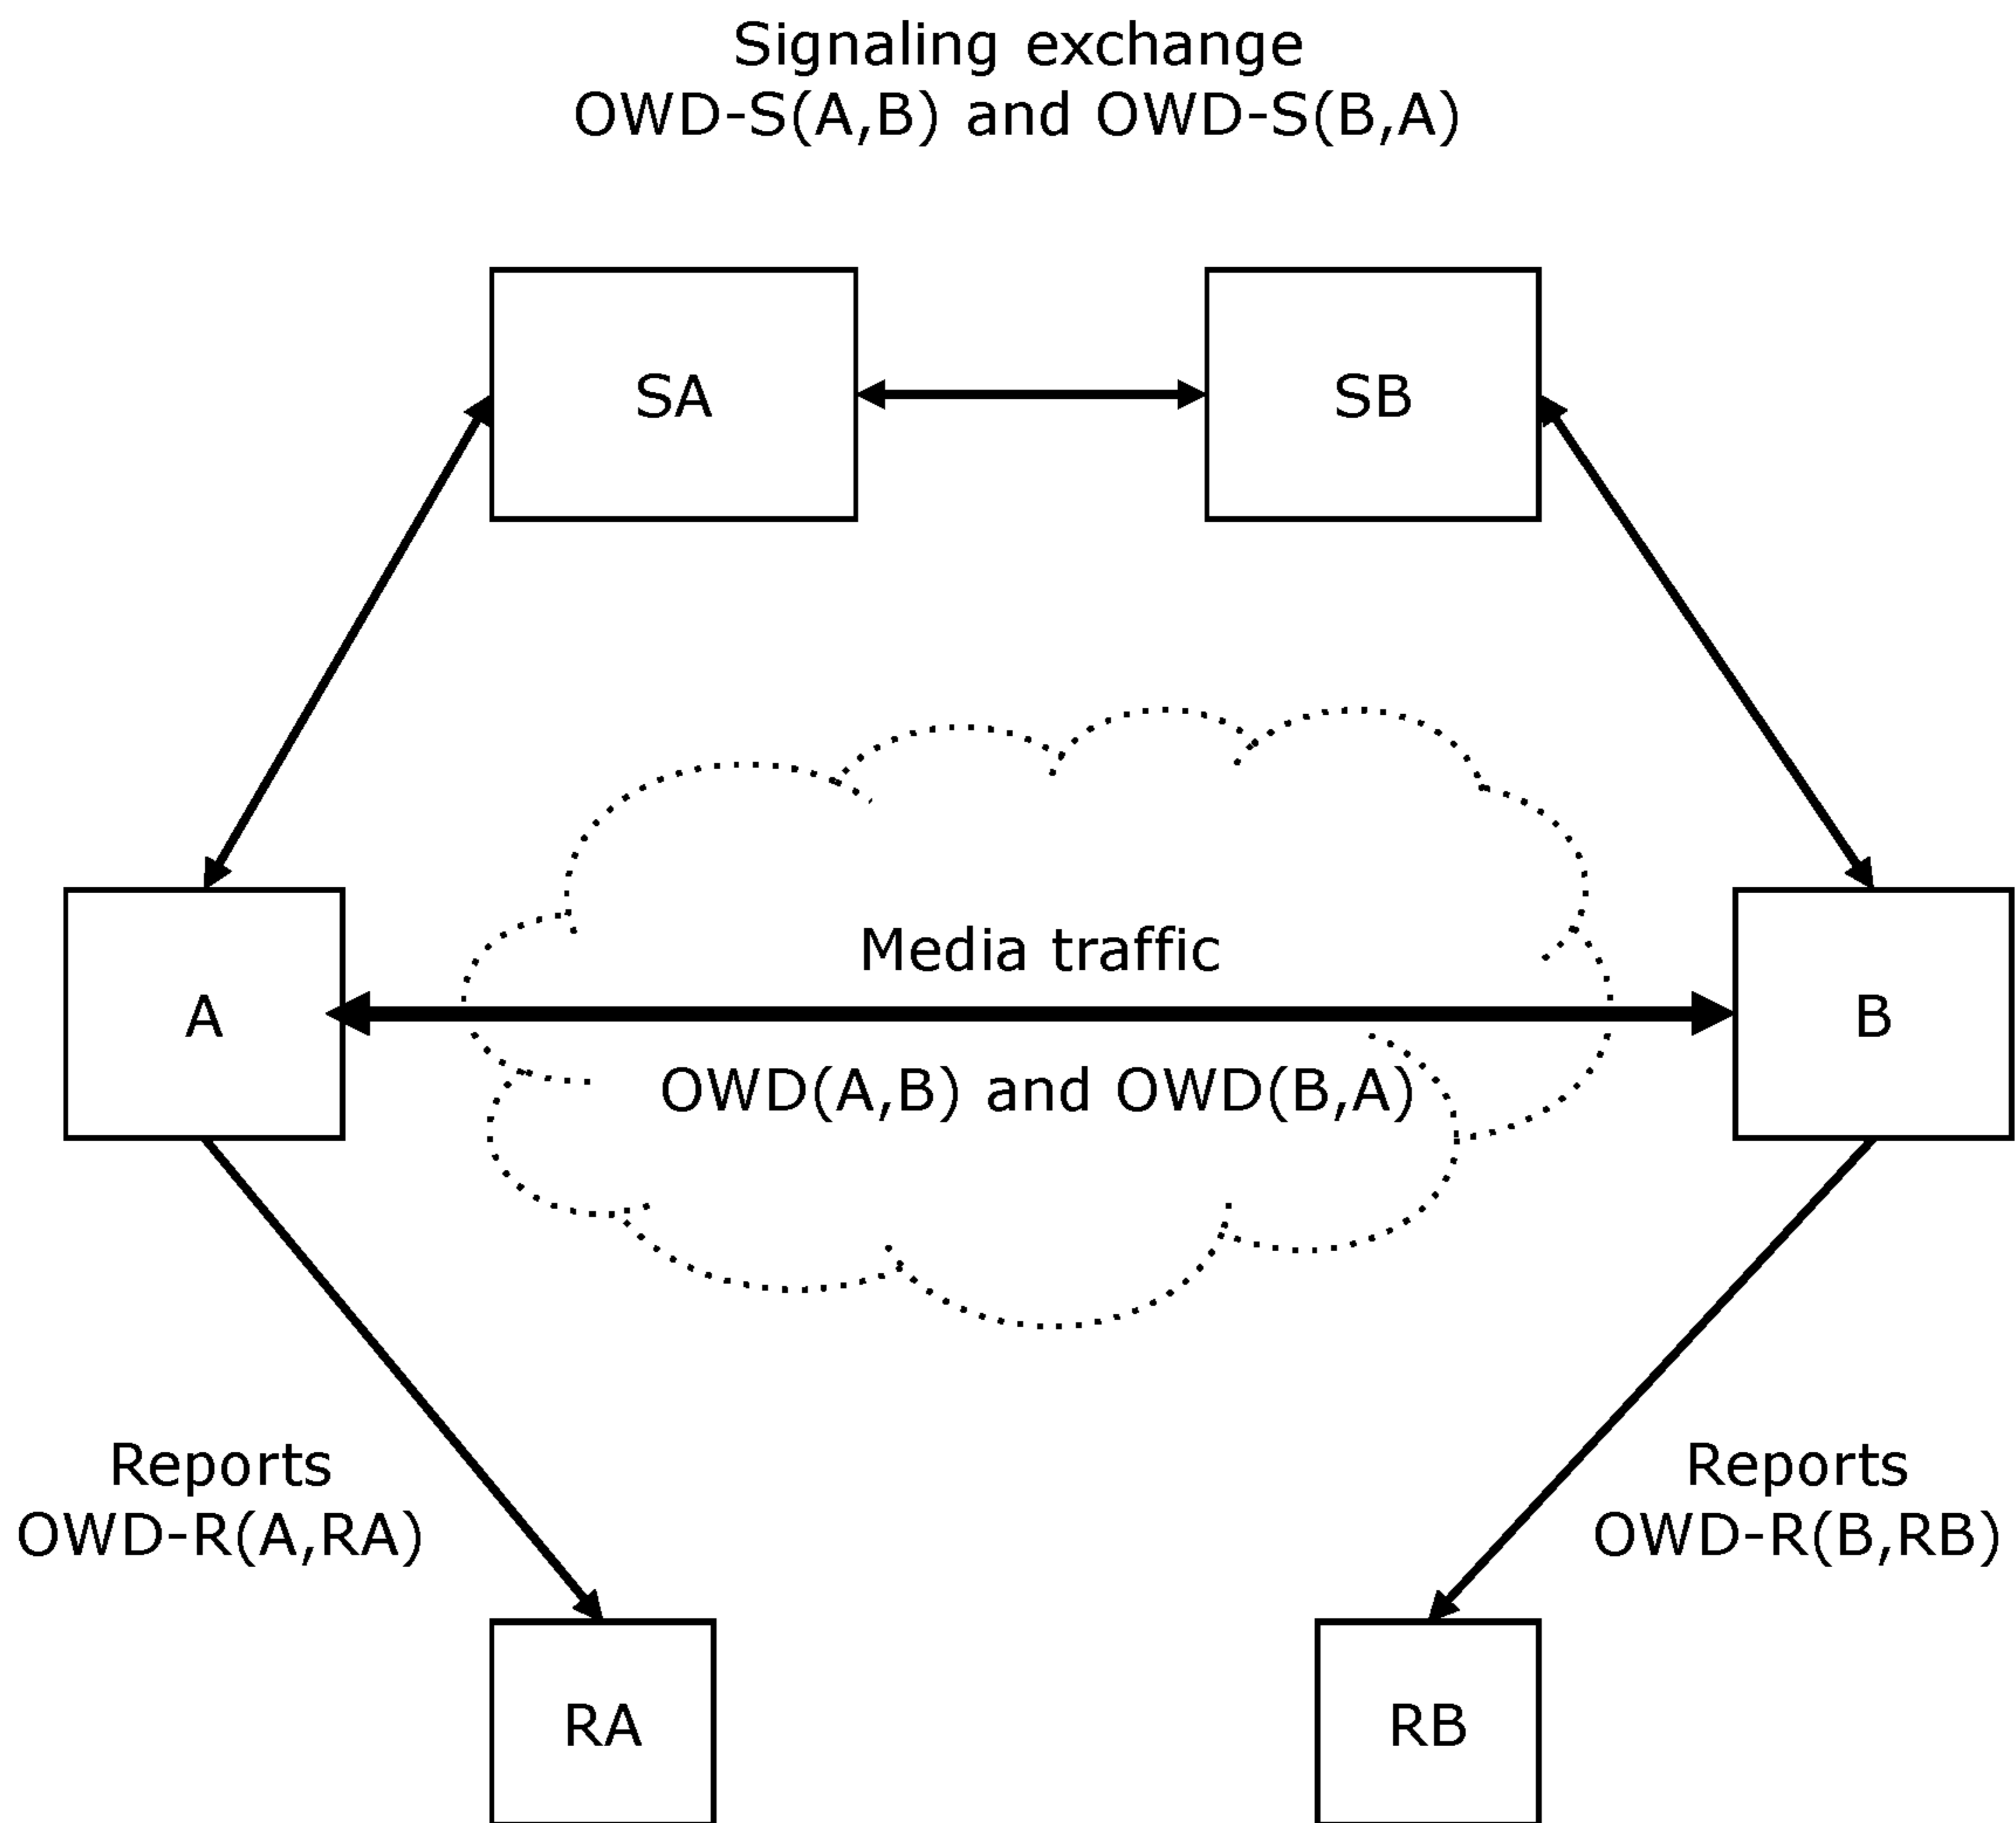 Signaling exchange
OWD-S(A,B) and OWD-S(B,A)
SA
SB
Media traffic
A
B
OWD(A,B) and OWD(B,A)
Reports
OWD-R(A,RA)
Reports
OWD-R(B,RB)
RA
RB